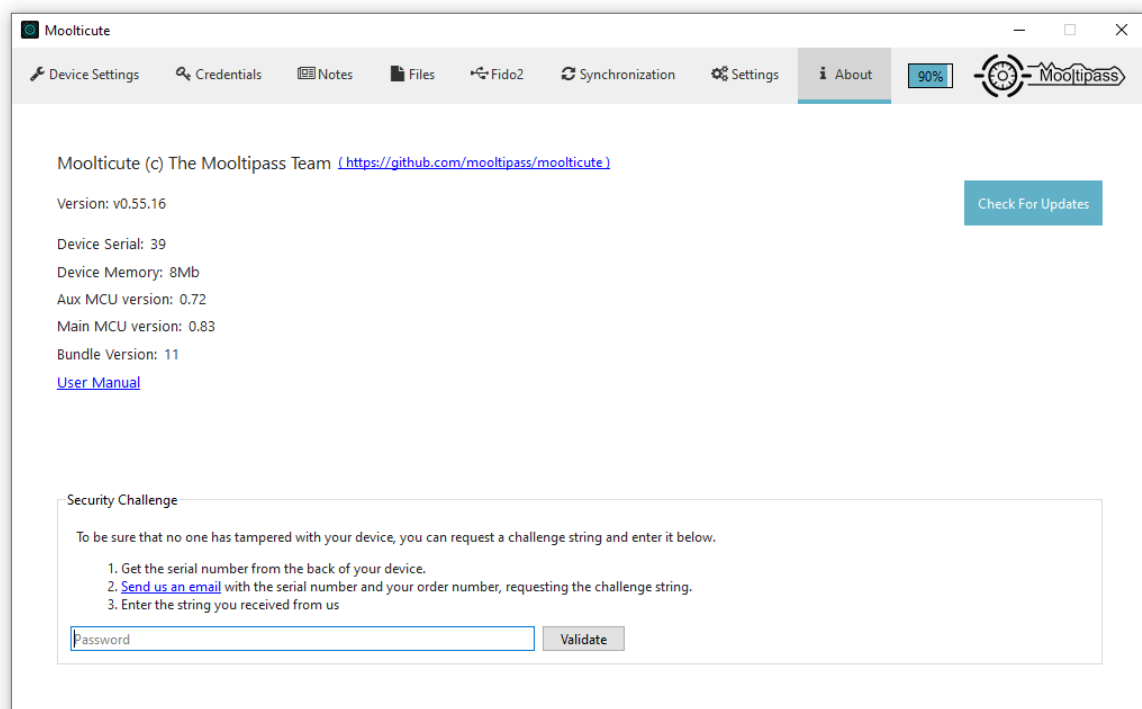 Moolticute
Device Settings Credentials Notes Files Fido2 Synchronization Settings About 90% Mooltipass
Moolticute (c) The Mooltipass Team ( https://github.com/mooltipass/moolticute )
Version: v0.55.16
Check For Updates
Device Serial: 39
Device Memory: 8Mb
Aux MCU version: 0.72
Main MCU version: 0.83
Bundle Version: 11
User Manual
Security Challenge
To be sure that no one has tampered with your device, you can request a challenge string and enter it below.
1. Get the serial number from the back of your device.
2. Send us an email with the serial number and your order number, requesting the challenge string.
3. Enter the string you received from us
Password Validate